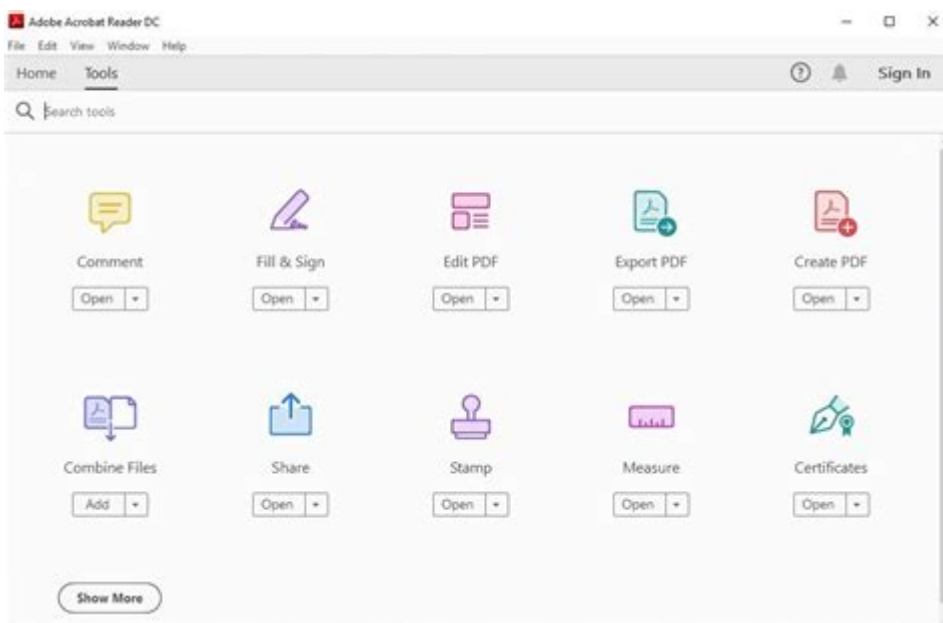 Adobe Acrobat Reader DC
File Edit View Window Help
Home Tools Sign In
Search tools
Comment Fill & Sign Edit PDF Export PDF Create PDF
Open Open Open Open Open
Combine Files Share Stamp Measure Certificates
Add Open Open Open Open
Show More